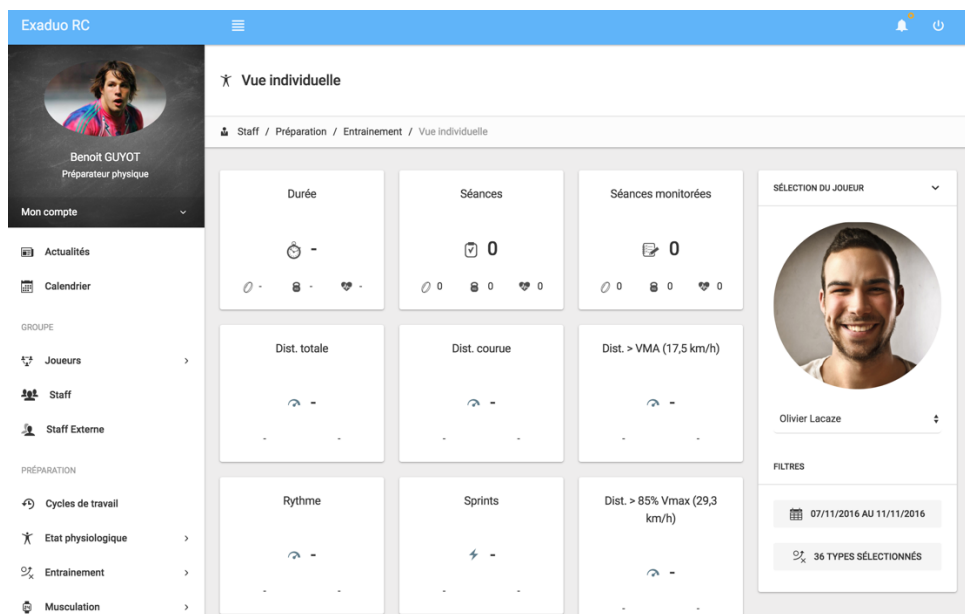 Exaduo RC
Vue individuelle
Staff / Préparation / Entrainement / Vue individuelle
Benoit GUYOT
Préparateur physique
Mon compte
Actualités
Calendrier
GROUPE
Joueurs
Staff
Staff Externe
PRÉPARATION
Cycles de travail
Etat physiologique
Entrainement
Musculation
Durée
-
- - -
Séances
0
0 0 0
Séances monitorées
0
0 0 0
Dist. totale
-
- -
Dist. courue
-
- -
Dist. > VMA (17,5 km/h)
-
- -
Rythme
-
- -
Sprints
-
- -
Dist. > 85% Vmax (29,3
km/h)
-
- -
SÉLECTION DU JOUEUR
Olivier Lacaze
FILTRES
07/11/2016 AU 11/11/2016
36 TYPES SÉLECTIONNÉS